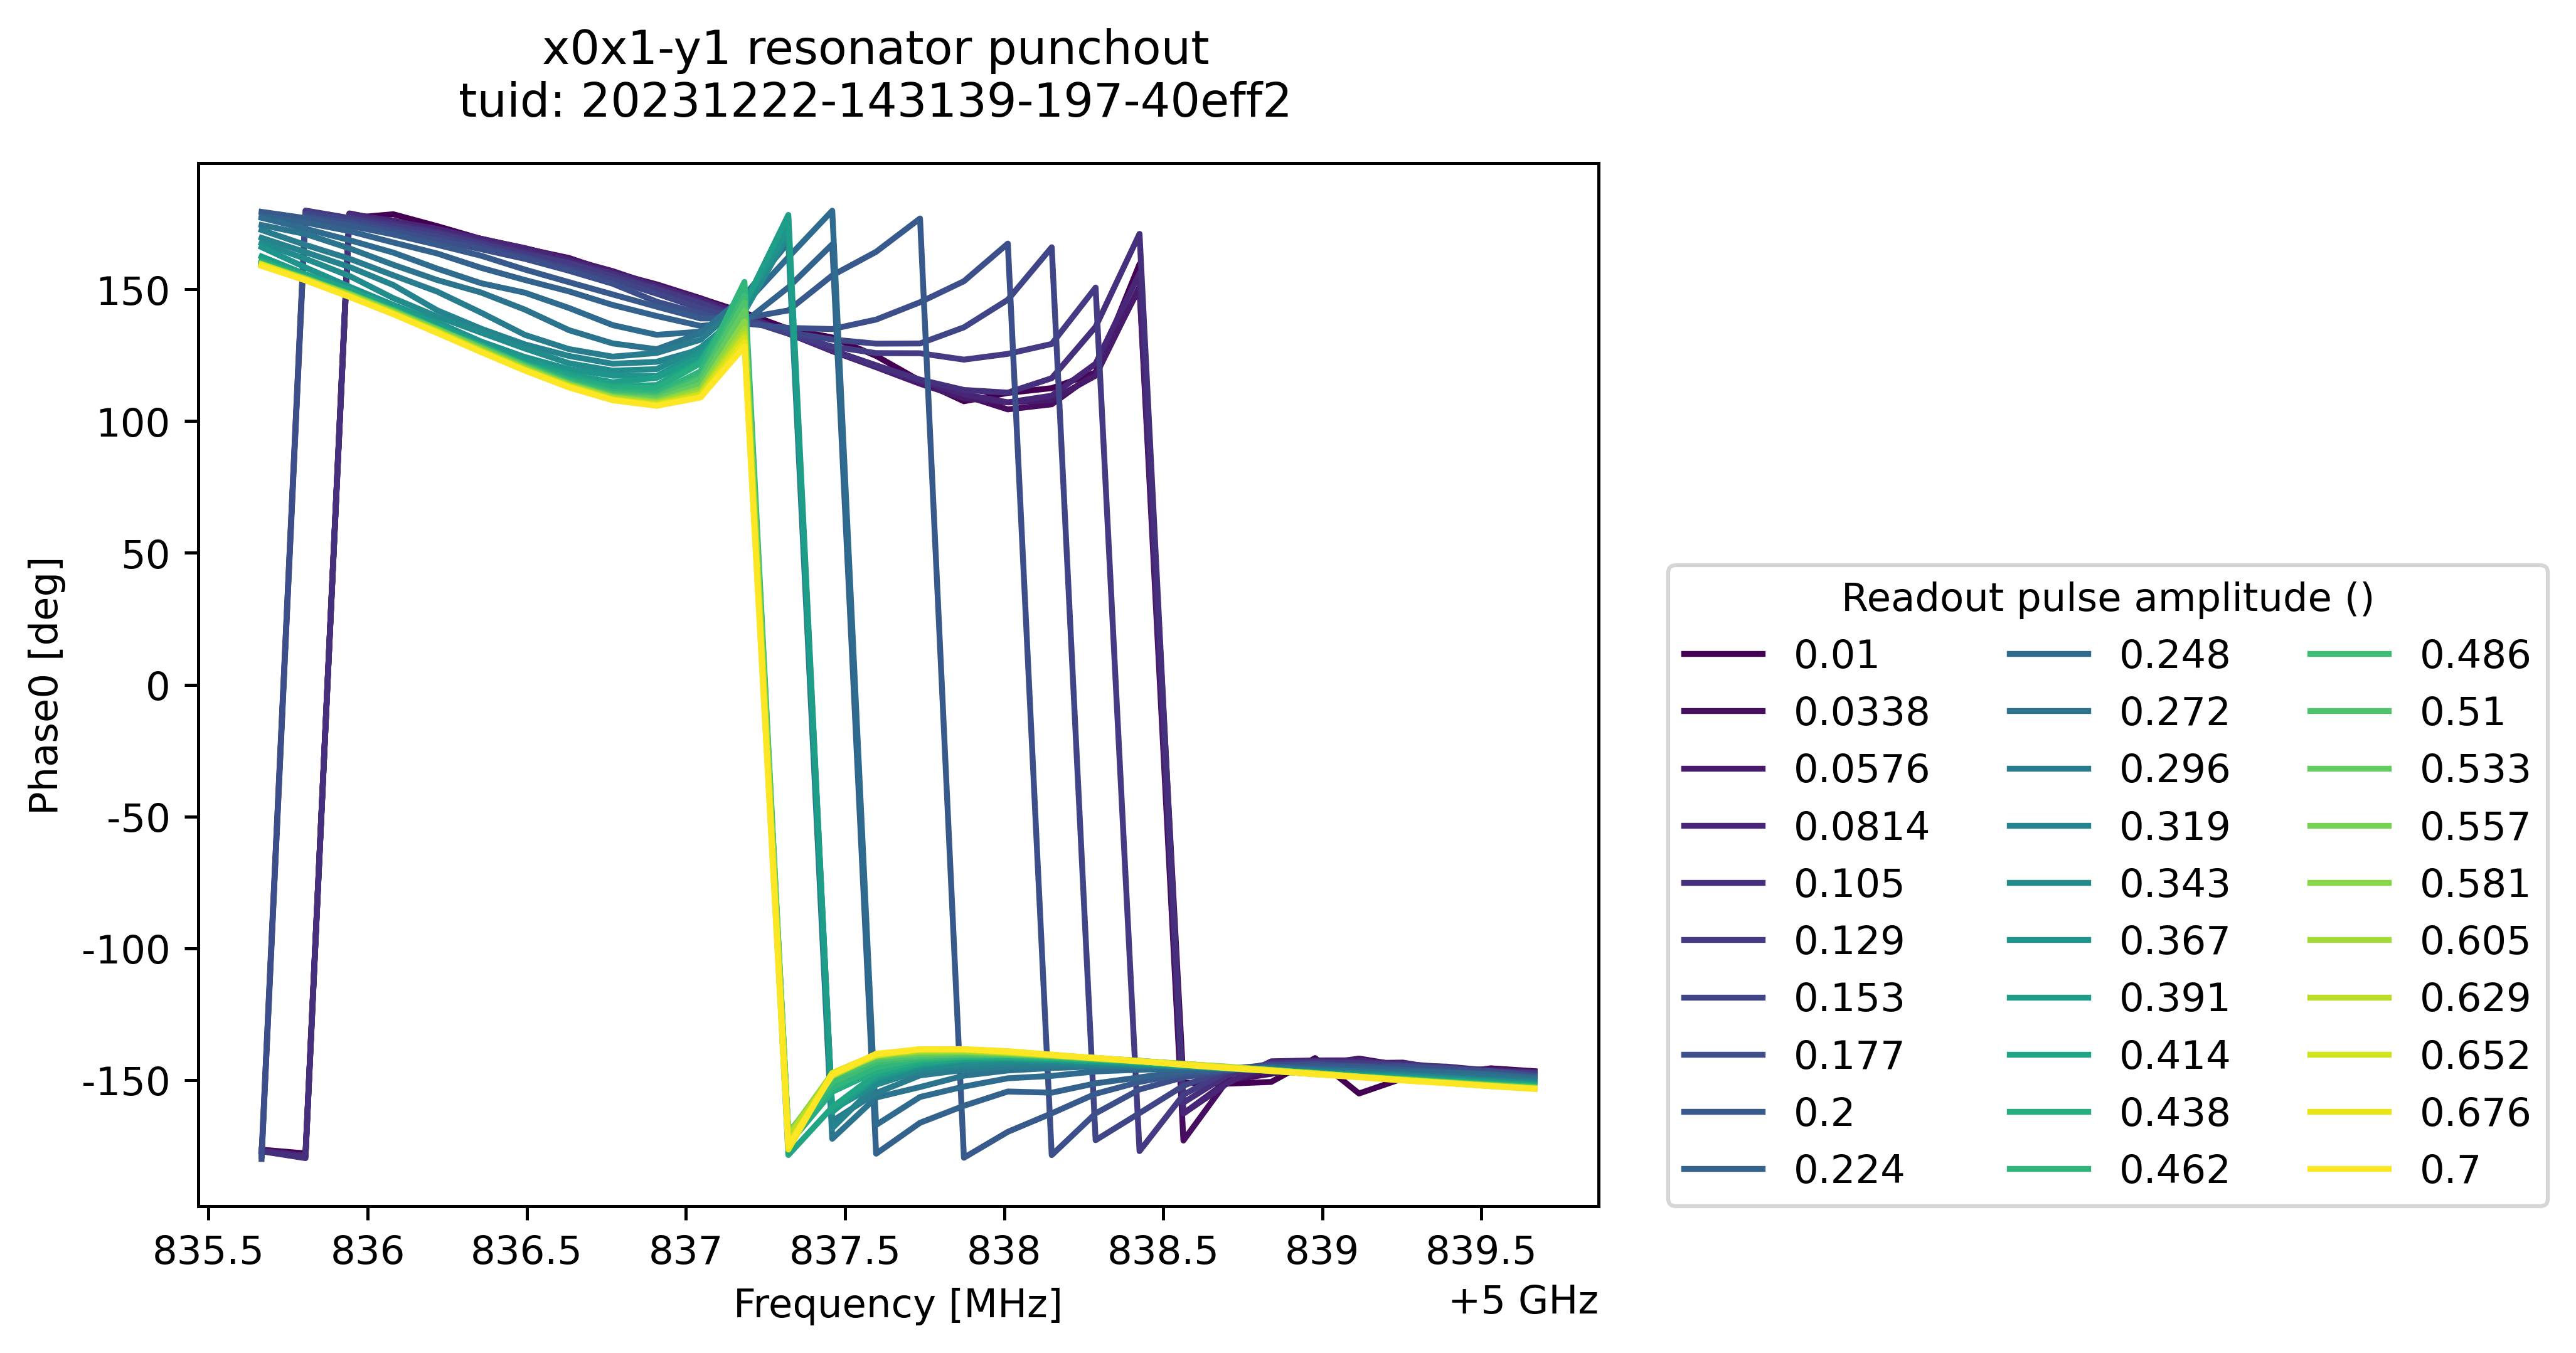 x0x1-y1 resonator punchout
tuid: 20231222-143139-197-40eff2
Phase0 [deg]
150
100
50
0
-50
-100
-150
835.5 836 836.5 837 837.5 838 838.5 839 839.5
Frequency [MHz]
+5 GHz
Readout pulse amplitude ()
0.01 0.248 0.486
0.0338 0.272 0.51
0.0576 0.296 0.533
0.0814 0.319 0.557
0.105 0.343 0.581
0.129 0.367 0.605
0.153 0.391 0.629
0.177 0.414 0.652
0.2 0.438 0.676
0.224 0.462 0.7